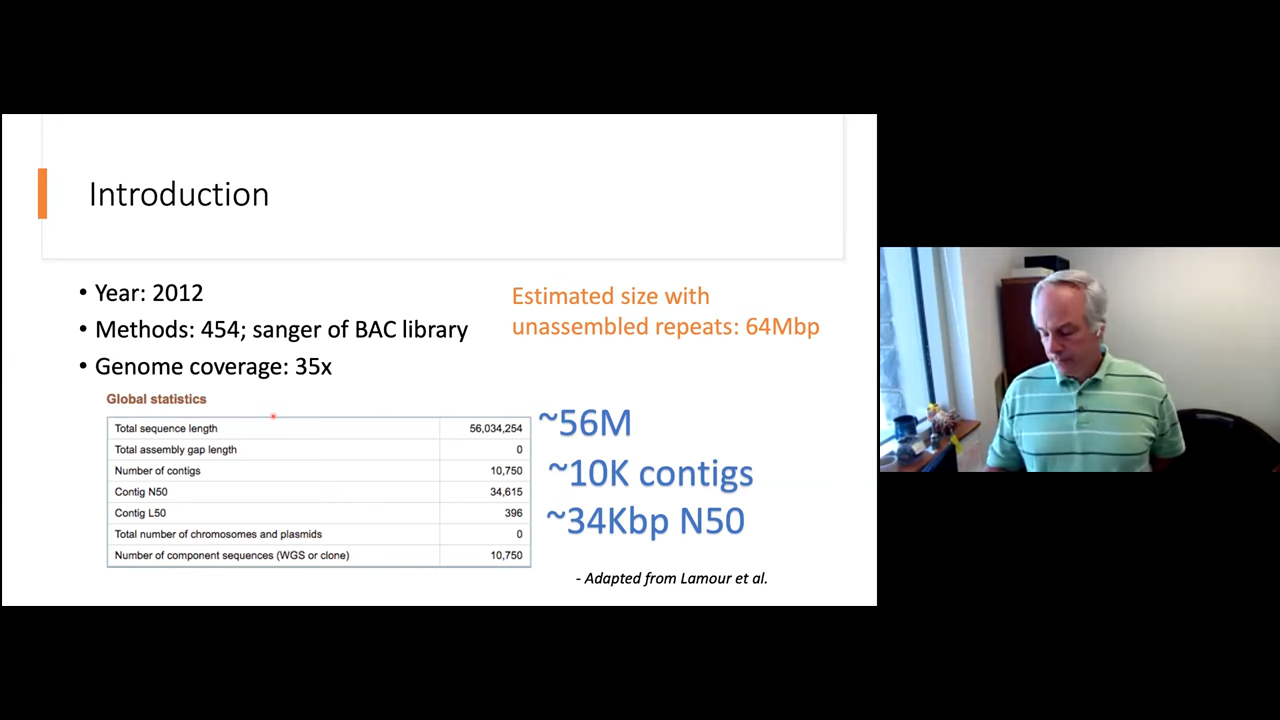 Introduction
• Year: 2012
• Methods: 454; sanger of BAC library
• Genome coverage: 35x
Estimated size with
unassembled repeats: 64Mbp
Global statistics
Total sequence length 56,034,254
Total assembly gap length 0
Number of contigs 10,750
Contig N50 34,615
Contig L50 396
Total number of chromosomes and plasmids 0
Number of component sequences (WGS or clone) 10,750
~56M
~10K contigs
~34Kbp N50
- Adapted from Lamour et al.